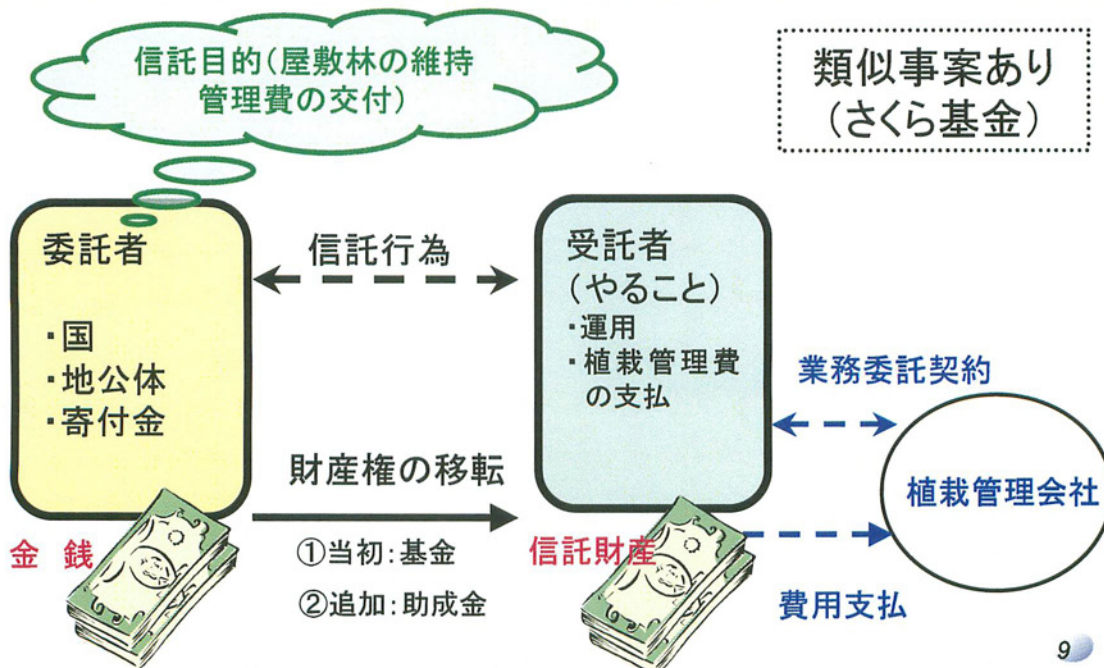 信託目的(屋敷林の維持
管理費の交付)
類似事案あり
(さくら基金)
委託者
・国
・地公体
・寄付金
信託行為
受託者
(やること)
・運用
・植栽管理費
の支払
業務委託契約
植栽管理会社
財産権の移転
金 銭
①当初:基金
②追加:助成金
信託財産
費用支払
9